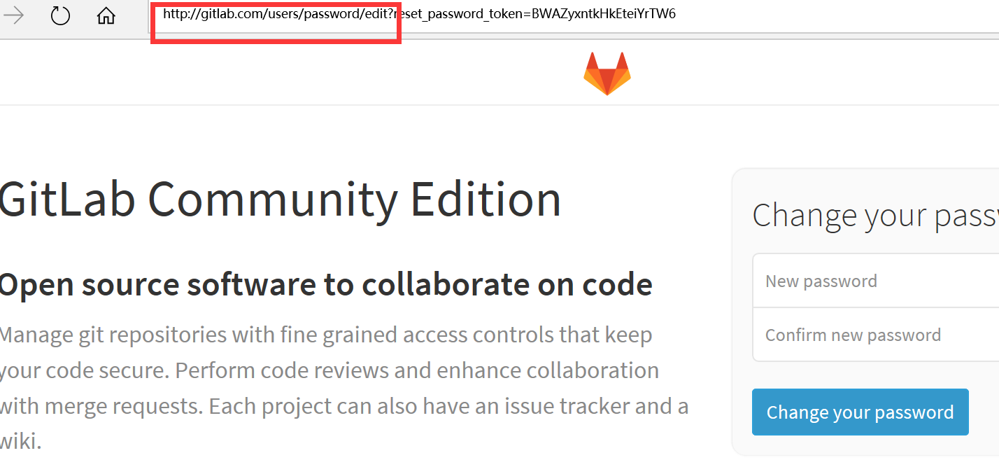 http://gitlab.com/users/password/edit?reset_password_token=BWAZyxntkHkEteiYrTW6
GitLab Community Edition
Open source software to collaborate on code
Manage git repositories with fine grained access controls that keep
your code secure. Perform code reviews and enhance collaboration
with merge requests. Each project can also have an issue tracker and a
wiki.
Change your passw
New password
Confirm new password
Change your password